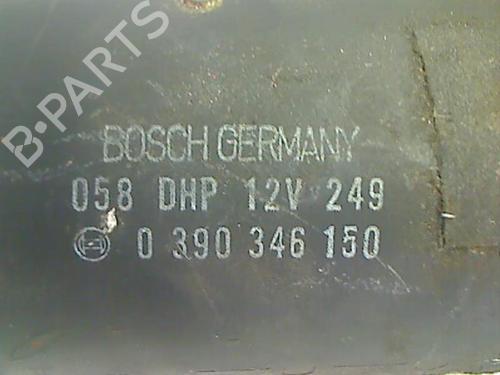 B-PARTS
BOSCH GERMANY
058 DHP 12V 249
0 390 346 150